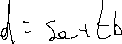 d = sa + tb